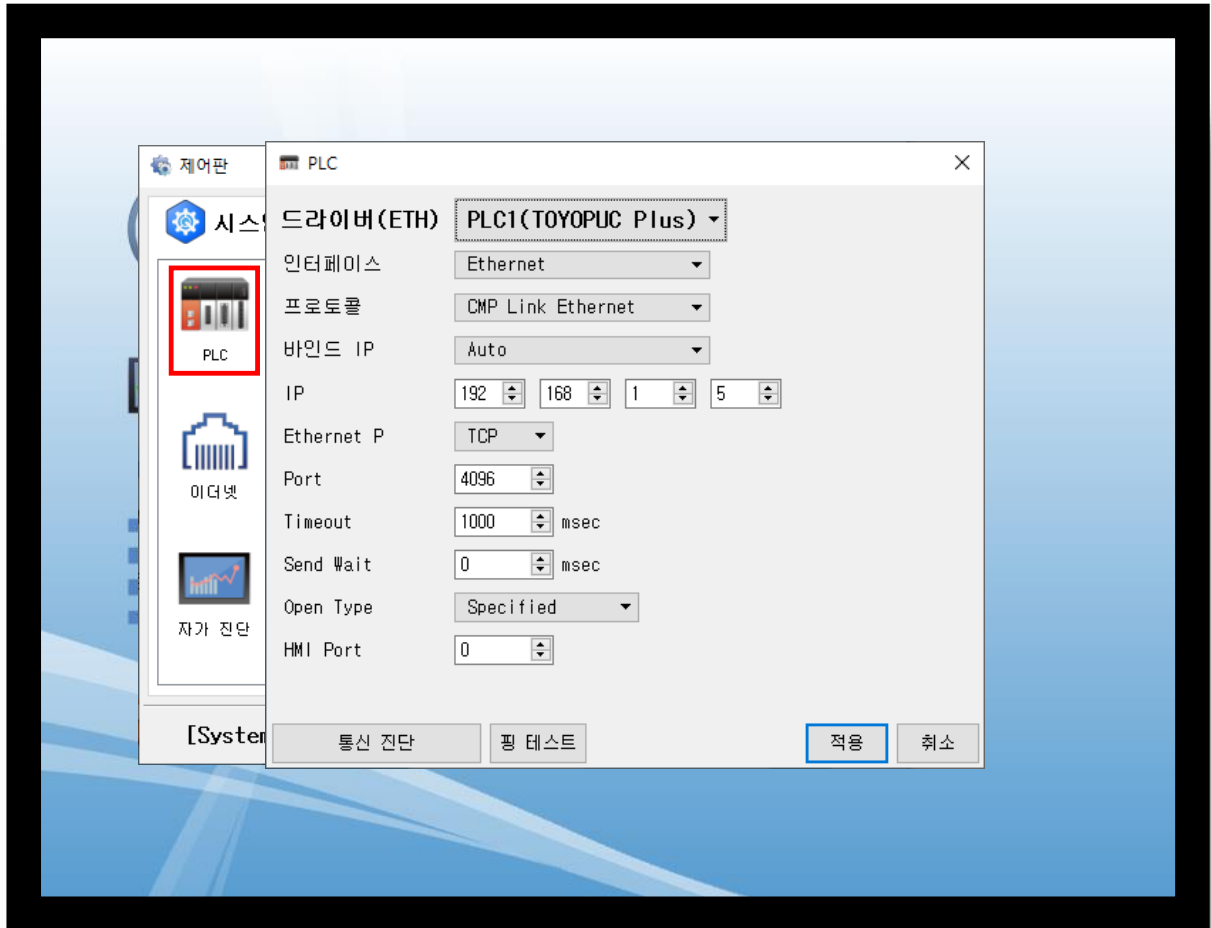 제어판
PLC
시스
드라이버(ETH) PLC1(TOYOPUC Plus)
인터페이스 Ethernet
프로토콜 CMP Link Ethernet
바인드 IP Auto
IP 192 168 1 5
Ethernet P TCP
Port 4096
Timeout 1000 msec
Send Wait 0 msec
Open Type Specified
HMI Port 0
PLC
이더넷
자가 진단
[System
통신 진단 핑 테스트 적용 취소